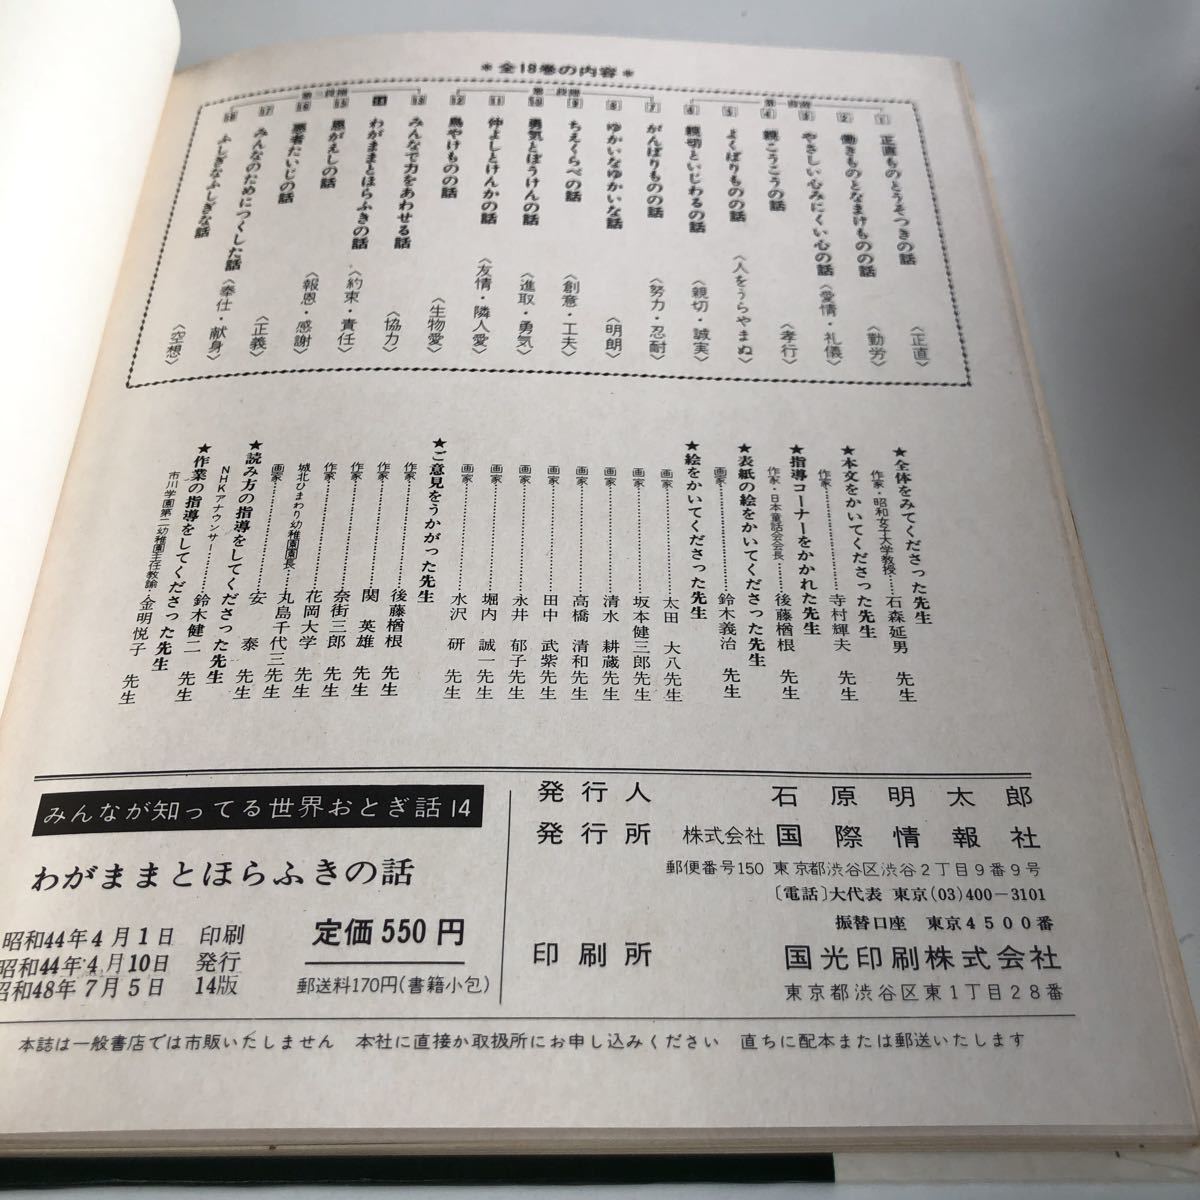 ＊全18巻の内容＊
第一段階
1 正直ものとうそつきの話〈正直〉
2 働きものとなまけものの話〈勤労〉
3 やさしい心みにくい心の話〈愛情・礼儀〉
4 親こうこうの話〈孝行〉
5 よくばりものの話〈人をうらやまぬ〉
6 親切といじわるの話〈親切・誠実〉
第二段階
7 がんばりものの話〈努力・忍耐〉
8 ゆかいなゆかいな話〈明朗〉
9 ちえくらべの話〈創意・工夫〉
10 勇気とぼうけんの話〈進取・勇気〉
11 仲よしとけんかの話〈友情・隣人愛〉
12 鳥やけものの話〈生物愛〉
第三段階
13 みんなで力をあわせる話〈協力〉
14 わがままとほらふきの話〈約束・責任〉
15 恩がえしの話〈報恩・感謝〉
16 悪者たいじの話〈正義〉
17 みんなのためにつくした話〈奉仕・献身〉
18 ふしぎなふしぎな話〈空想〉
★全体をみてくださった先生
作家・昭和女子大学教授……石森延男 先生
★本文をかいてくださった先生
作家……寺村輝夫 先生
★指導コーナーをかかれた先生
作家・日本童話会会長……後藤楢根 先生
★表紙の絵をかいてくださった先生
画家……鈴木義治 先生
★絵をかいてくださった先生
画家……太田 大八先生
画家……坂本健三郎先生
画家……清水 耕蔵先生
画家……高橋 清和先生
画家……田中 武紫先生
画家……永井 郁子先生
画家……堀内 誠一先生
画家……水沢 研 先生
★ご意見をうかがった先生
作家……後藤楢根 先生
作家……関 英雄 先生
作家……奈街三郎 先生
作家……花岡大学 先生
城北ひまわり幼稚園園長……丸島千代三先生
画家……安 泰 先生
★読み方の指導をしてくださった先生
NHKアナウンサー……鈴木健二 先生
★作業の指導をしてくださった先生
市川学園第二幼稚園主任教諭…金明悦子 先生
みんなが知ってる世界おとぎ話14
わがままとほらふきの話
昭和44年4月1日 印刷
昭和44年4月10日 発行
昭和48年7月5日 14版
定価 550円
郵送料170円(書籍小包)
発行人 石原明太郎
発行所 株式会社 国際情報社
郵便番号150 東京都渋谷区渋谷2丁目9番9号
〔電話〕大代表 東京(03)400-3101
振替口座 東京4500番
印刷所 国光印刷株式会社
東京都渋谷区東1丁目28番
本誌は一般書店では市販いたしません 本社に直接か取扱所にお申し込みください 直ちに配本または郵送いたします